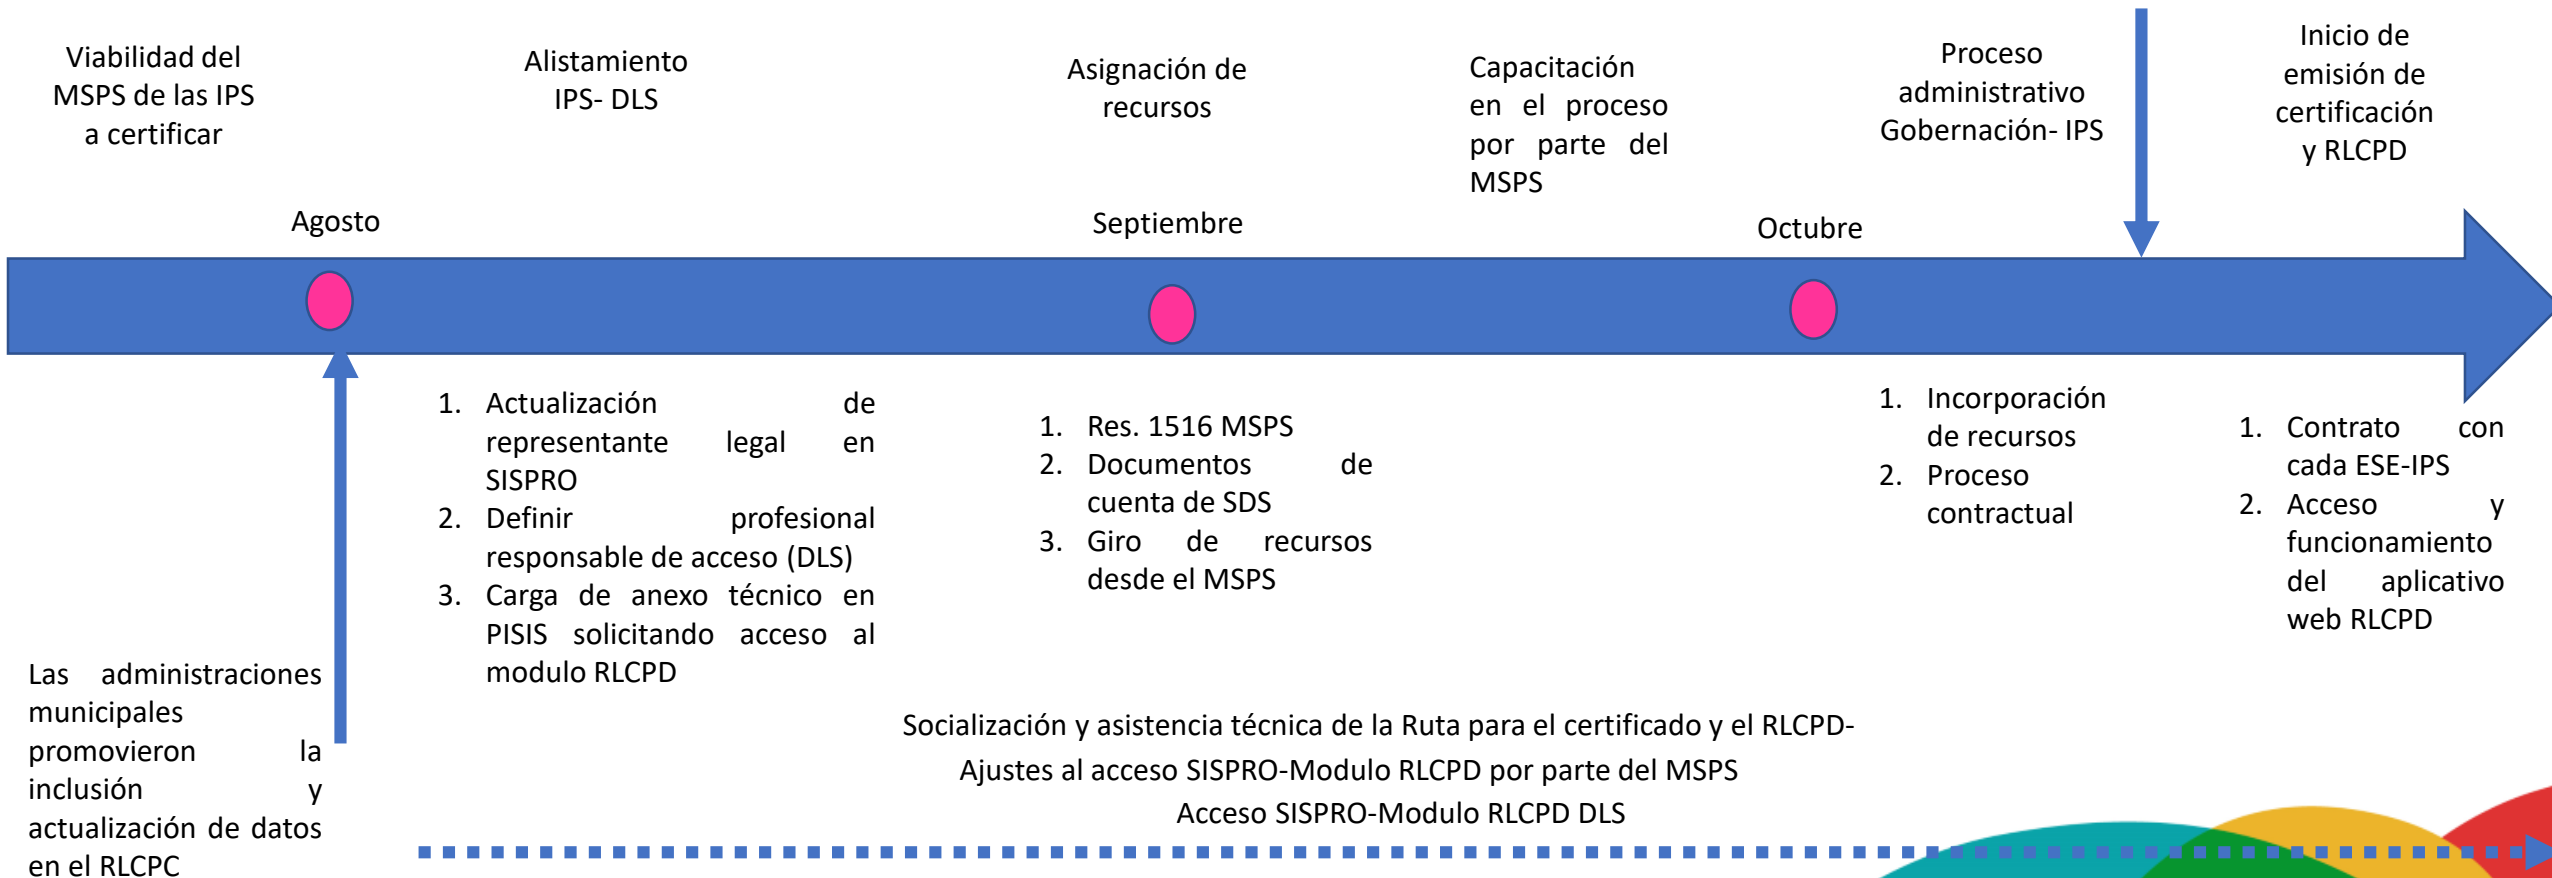 Viabilidad del
MSPS de las IPS
a certificar
Alistamiento
IPS- DLS
Asignación de
recursos
Capacitación
en el proceso
por parte del
MSPS
Proceso
administrativo
Gobernación- IPS
Inicio de
emisión de
certificación
y RLCPD
Agosto
Septiembre
Octubre
Las administraciones
municipales
promovieron la
inclusión y
actualización de datos
en el RLCPC
1. Actualización de
representante legal en
SISPRO
2. Definir profesional
responsable de acceso (DLS)
3. Carga de anexo técnico en
PISIS solicitando acceso al
modulo RLCPD
1. Res. 1516 MSPS
2. Documentos de
cuenta de SDS
3. Giro de recursos
desde el MSPS
1. Incorporación
de recursos
2. Proceso
contractual
1. Contrato con
cada ESE-IPS
2. Acceso y
funcionamiento
del aplicativo
web RLCPD
Socialización y asistencia técnica de la Ruta para el certificado y el RLCPD-
Ajustes al acceso SISPRO-Modulo RLCPD por parte del MSPS
Acceso SISPRO-Modulo RLCPD DLS